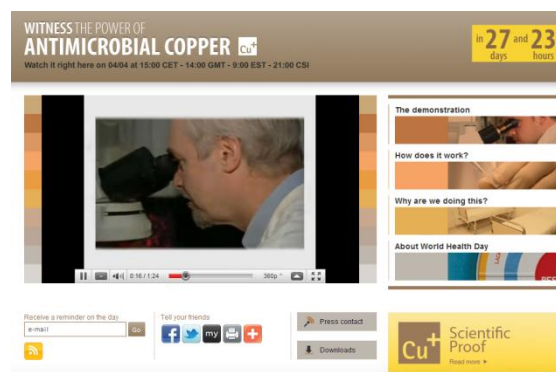 WITNESS THE POWER OF
ANTIMICROBIAL COPPER Cu+
Watch it right here on 04/04 at 15:00 CET - 14:00 GMT - 9:00 EST - 21:00 CSI
in 27 and 23
days hours
The demonstration
How does it work?
Why are we doing this?
About World Health Day
0:16 / 1:24 360p
Receive a reminder on the day
e-mail Go
Tell your friends
my
Press contact
Downloads
Cu+ Scientific
Proof
Read more